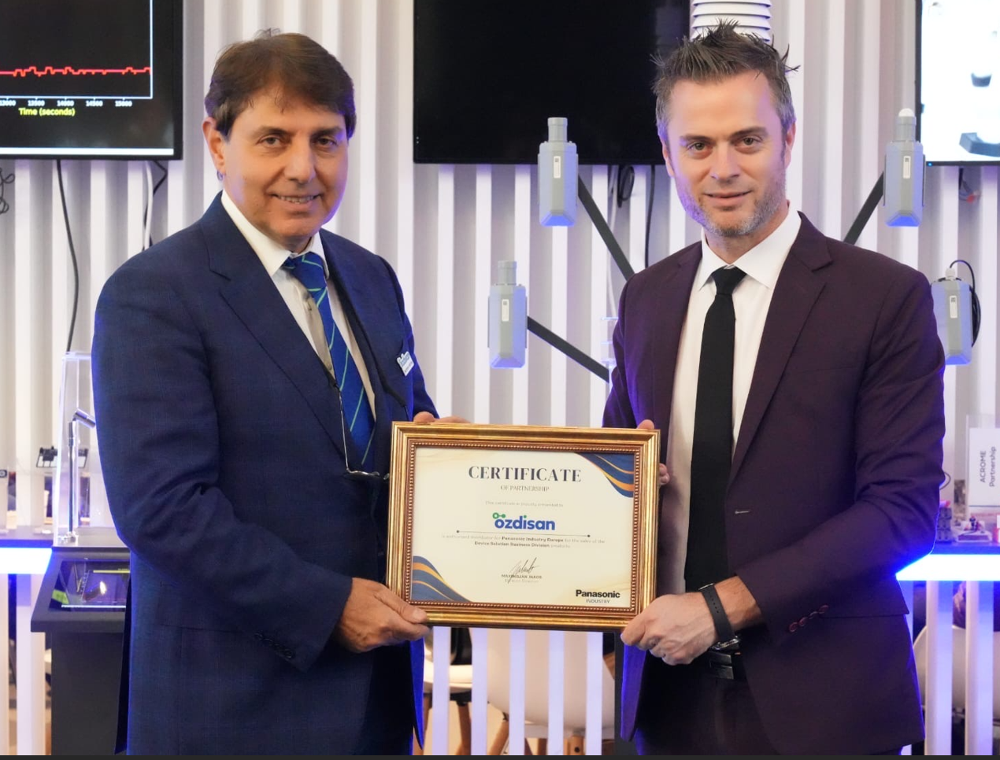 13000 13500 14000 14500 15000
Time (seconds)
CERTIFICATE
OF PARTNERSHIP
This certificate is proudly presented to
özdisan
is authorized distributor for Panasonic Industry Europe for the sales of the
Device Solution Business Division products
Panasonic
INDUSTRY
ACROME
Partnership